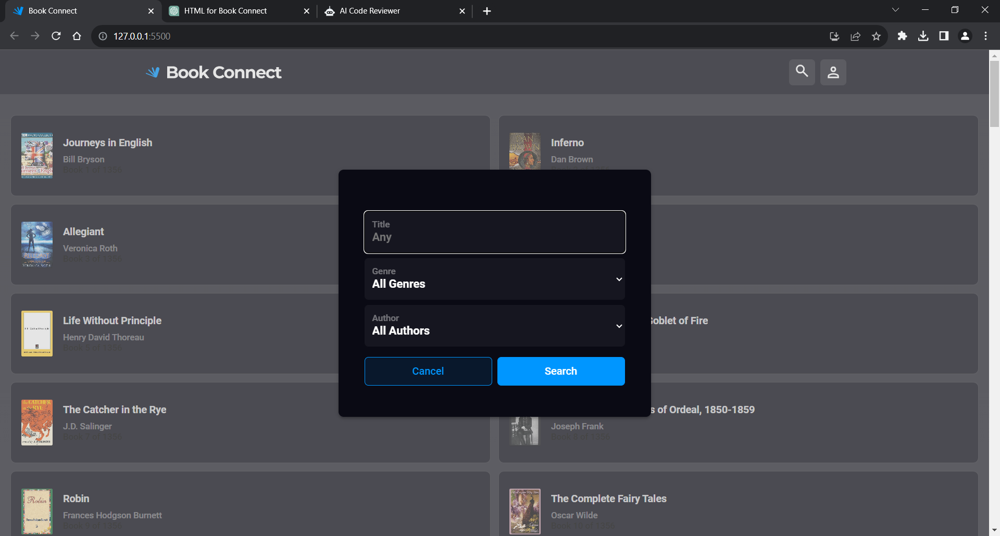 Book Connect
HTML for Book Connect
AI Code Reviewer
127.0.0.1:5500
Book Connect
Journeys in English
Bill Bryson
Book 1 of 1356
Inferno
Dan Brown
DAN
BROWN
Allegiant
Veronica Roth
Book 3 of 1356
Life Without Principle
Henry David Thoreau
Book 5 of 1356
Goblet of Fire
The Catcher in the Rye
J.D. Salinger
Book 7 of 1356
s of Ordeal, 1850-1859
Joseph Frank
Book 8 of 1356
Robin
Frances Hodgson Burnett
Book 9 of 1356
Robin
The Complete Fairy Tales
Oscar Wilde
Book 10 of 1356
Title
Any
Genre
All Genres
Author
All Authors
Cancel
Search